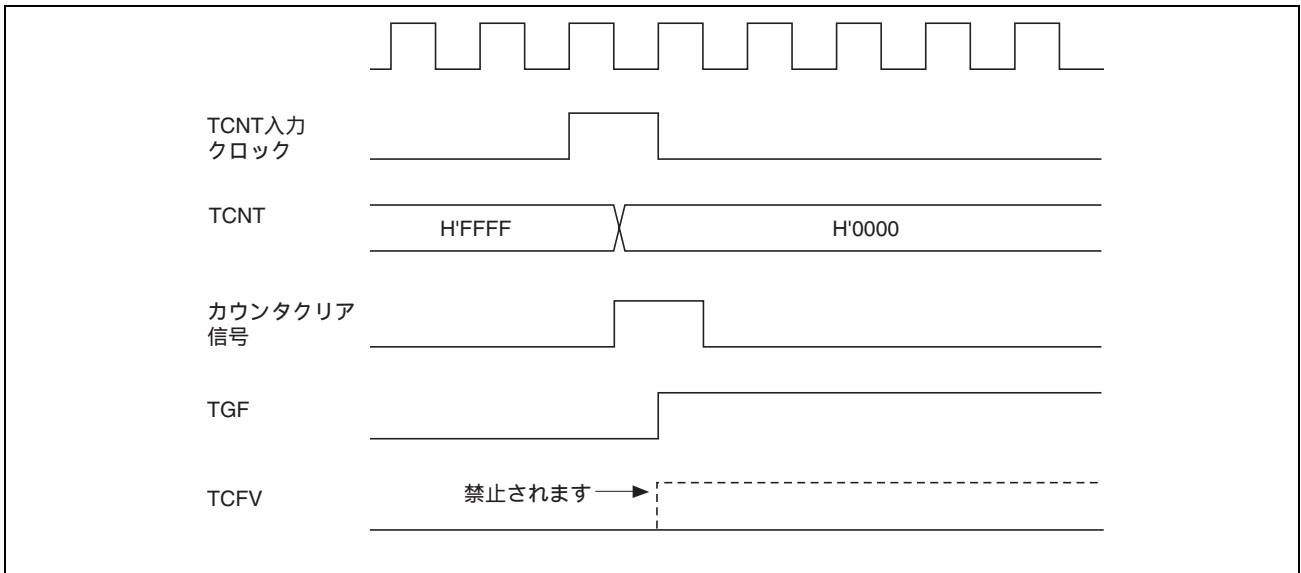 TCNT入力
クロック
TCNT
H'FFFF
H'0000
カウンタクリア
信号
TGF
TCFV
禁止されます